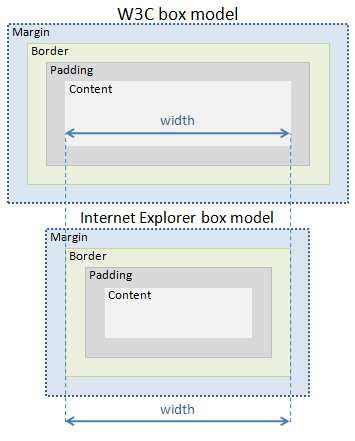 W3C box model
Margin
Border
Padding
Content
width
Internet Explorer box model
Margin
Border
Padding
Content
width